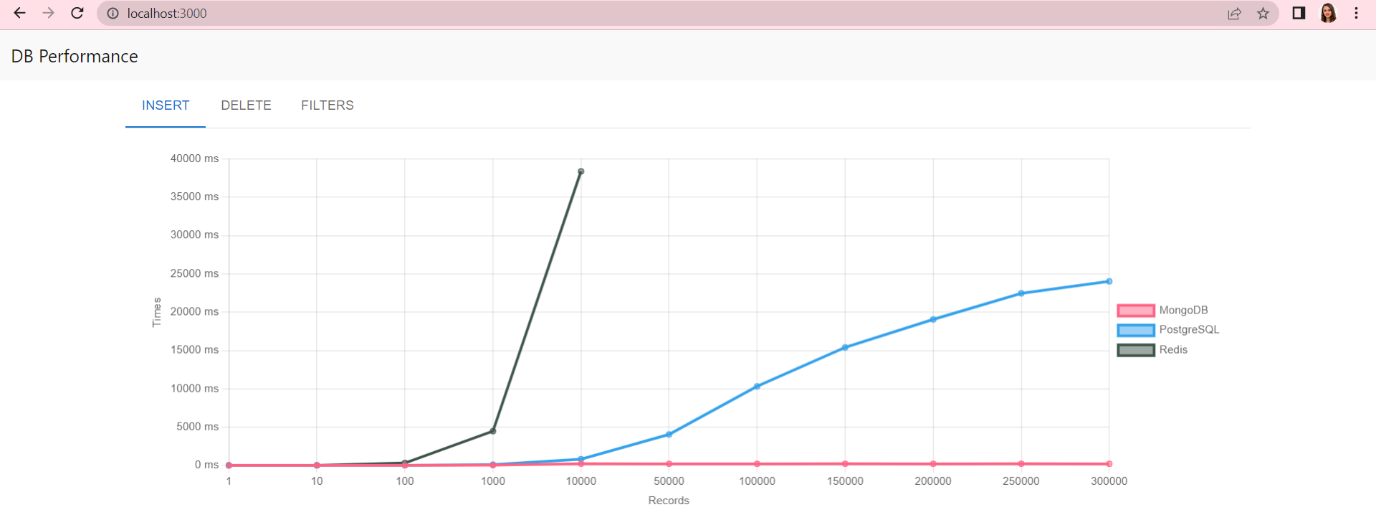 localhost:3000
DB Performance
INSERT DELETE FILTERS
40000 ms
35000 ms
30000 ms
25000 ms
20000 ms
15000 ms
10000 ms
5000 ms
0 ms
Times
1 10 100 1000 10000 50000 100000 150000 200000 250000 300000
Records
MongoDB
PostgreSQL
Redis